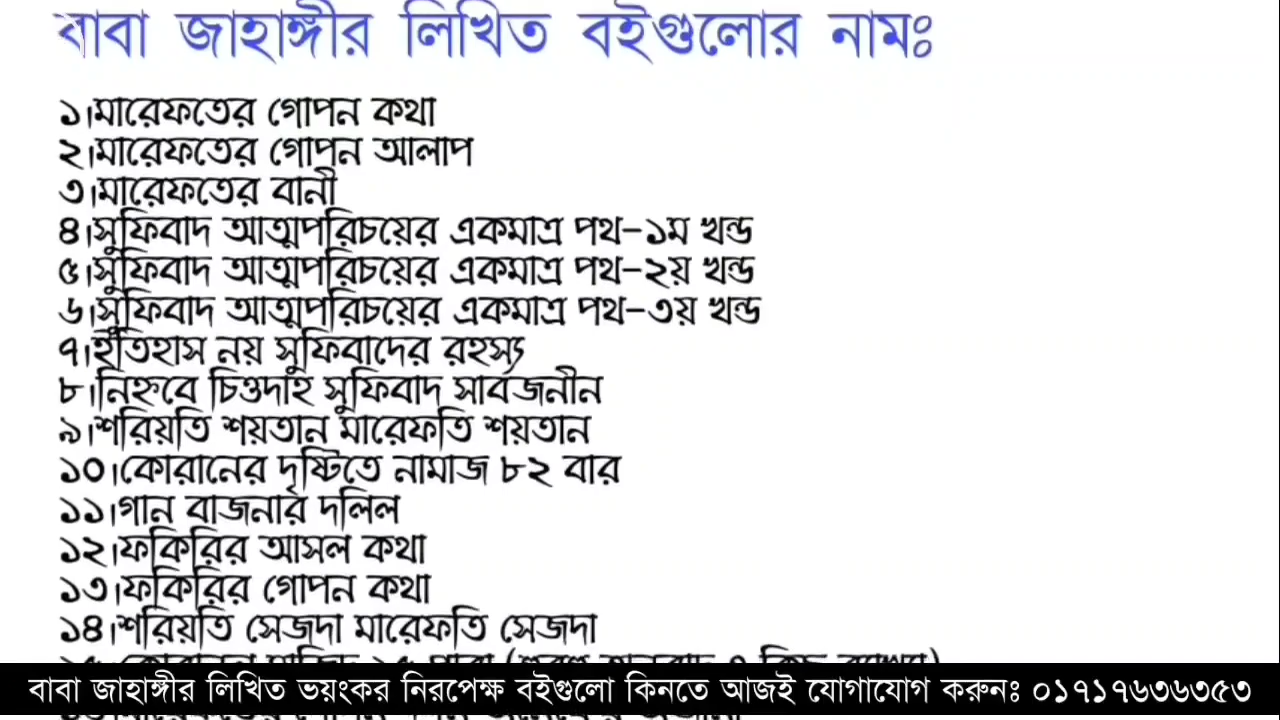 বাবা জাহাঙ্গীর লিখিত বইগুলোর নামঃ
১।মারেফতের গোপন কথা
২।মারেফতের গোপন আলাপ
৩।মারেফতের বানী
৪।সুফিবাদ আত্মপরিচয়ের একমাত্র পথ-১ম খন্ড
৫।সুফিবাদ আত্মপরিচয়ের একমাত্র পথ-২য় খন্ড
৬।সুফিবাদ আত্মপরিচয়ের একমাত্র পথ-৩য় খন্ড
৭।ইতিহাস নয় সুফিবাদের রহস্য
৮।নিহ্নবে চিত্তদাহ সুফিবাদ সার্বজনীন
৯।শরিয়তি শয়তান মারেফতি শয়তান
১০।কোরানের দৃষ্টিতে নামাজ ৮২ বার
১১।গান বাজনার দলিল
১২।ফকিরির আসল কথা
১৩।ফকিরির গোপন কথা
১৪।শরিয়তি সেজদা মারেফতি সেজদা
বাবা জাহাঙ্গীর লিখিত ভয়ংকর নিরপেক্ষ বইগুলো কিনতে আজই যোগাযোগ করুনঃ ০১৭১৭৬৩৬৩৫৩